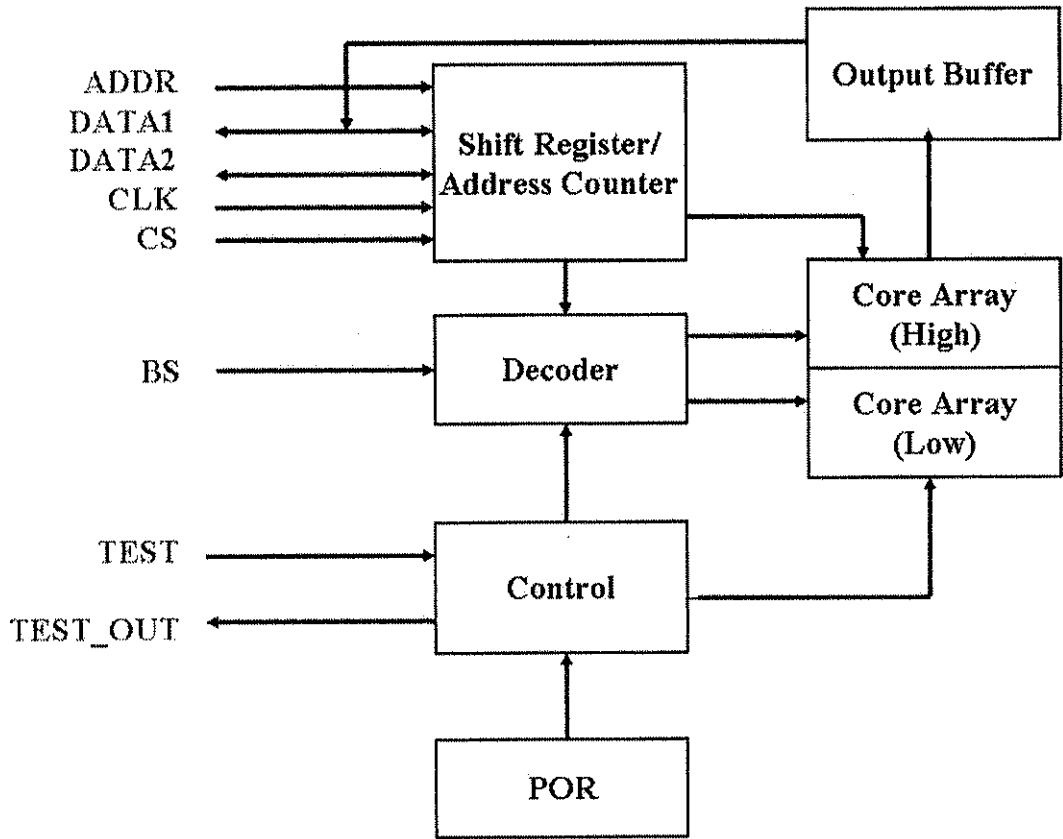 Output Buffer
ADDR
DATA1
DATA2
CLK
CS
Shift Register/
Address Counter
Core Array
(High)
BS
Decoder
Core Array
(Low)
TEST
Control
TEST_OUT
POR